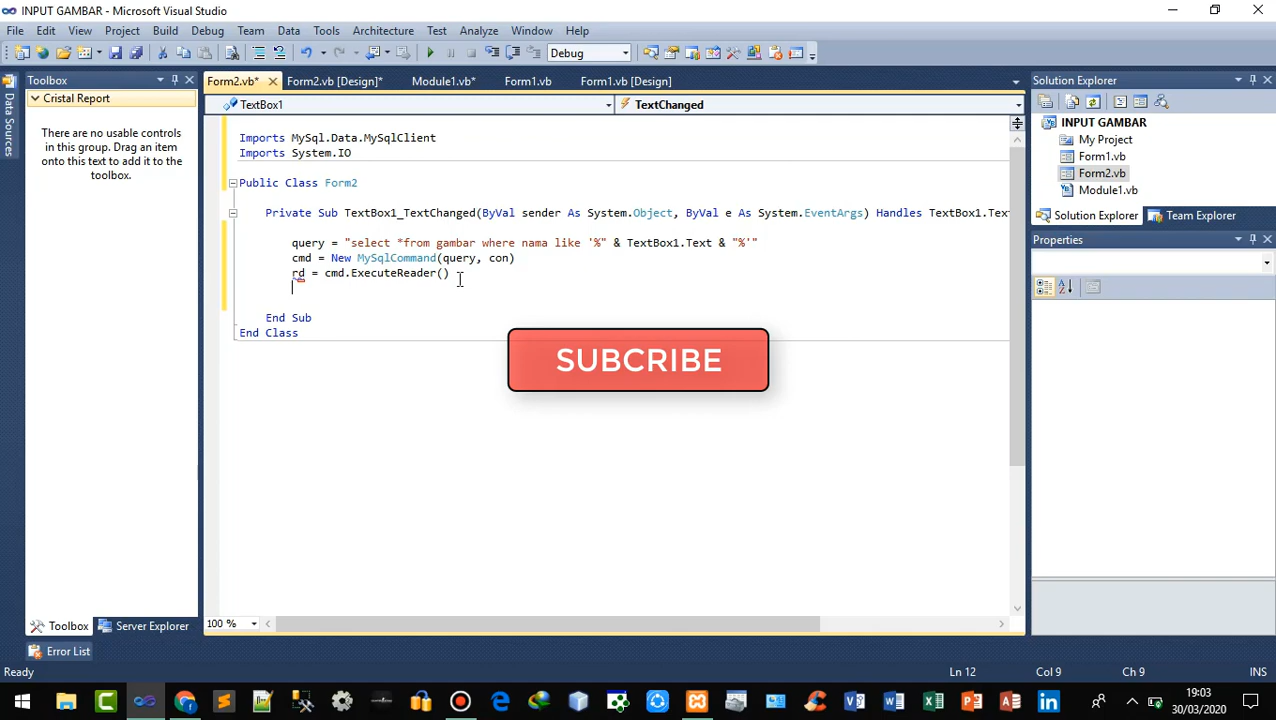 INPUT GAMBAR - Microsoft Visual Studio
File Edit View Project Build Debug Team Data Tools Architecture Test Analyze Window Help
Debug
Toolbox
Form2.vb* Form2.vb [Design]* Module1.vb* Form1.vb Form1.vb [Design]
Solution Explorer
Data Sources
Cristal Report
There are no usable controls
in this group. Drag an item
onto this text to add it to the
toolbox.
TextBox1
TextChanged
Imports MySql.Data.MySqlClient
Imports System.IO
Public Class Form2
Private Sub TextBox1_TextChanged(ByVal sender As System.Object, ByVal e As System.EventArgs) Handles TextBox1.Text
query = "select *from gambar where nama like '%" & TextBox1.Text & "%'"
cmd = New MySqlCommand(query, con)
rd = cmd.ExecuteReader()
End Sub
End Class
SUBCRIBE
INPUT GAMBAR
My Project
Form1.vb
Form2.vb
Module1.vb
Solution Explorer Team Explorer
Properties
100 %
Toolbox Server Explorer
Error List
Ready
Ln 12
Col 9
Ch 9
INS
19:03
30/03/2020